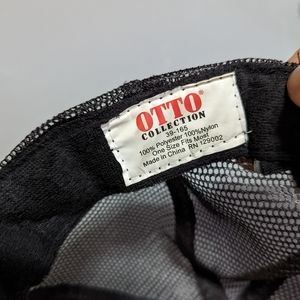 OTTO®
COLLECTION
39-165
100% Polyester 100%Nylon
One Size Fits Most
Made in China RN 129002